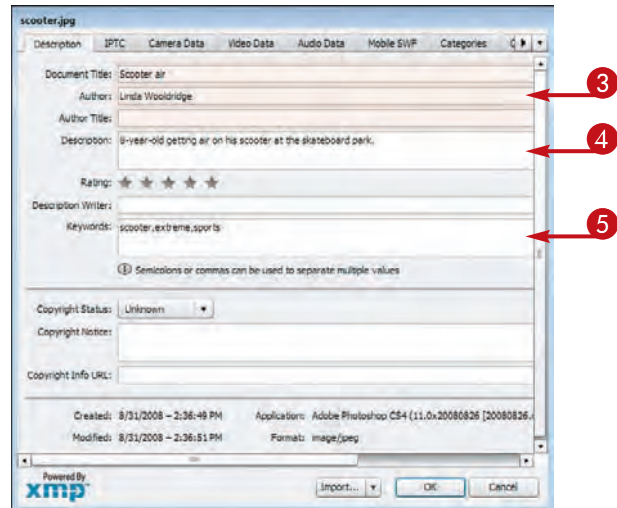 scooter.jpg
Description IPTC Camera Data Video Data Audio Data Mobile SWF Categories
Document Title: Scooter air
Author: Linda Wooldridge
3
Author Title:
Description: 8-year-old getting air on his scooter at the skateboard park.
4
Rating:
Description Writer:
Keywords: scooter,extreme,sports
5
Semicolons or commas can be used to separate multiple values
Copyright Status: Unknown
Copyright Notice:
Copyright Info URL:
Created: 8/31/2008 – 2:36:49 PM Application: Adobe Photoshop CS4 (11.0x20080826 [20080826.
Modified: 8/31/2008 – 2:36:51 PM Format: image/jpeg
Powered By
xmp
Import... OK Cancel